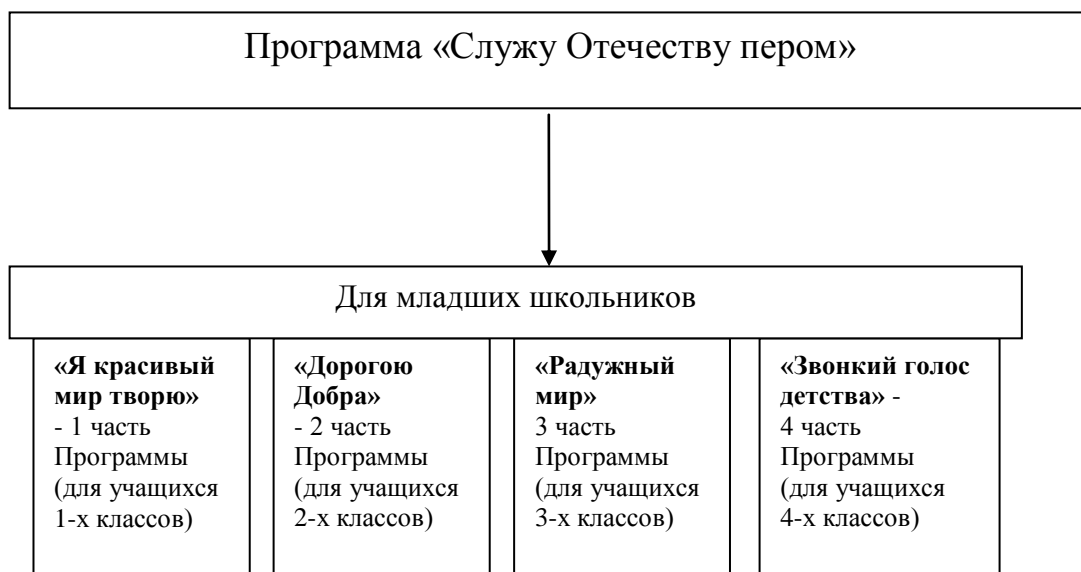 Программа «Служу Отечеству пером»
Для младших школьников
«Я красивый
мир творю»
- 1 часть
Программы
(для учащихся
1-х классов)
«Дорогою
Добра»
- 2 часть
Программы
(для учащихся
2-х классов)
«Радужный
мир»
3 часть
Программы
(для учащихся
3-х классов)
«Звонкий голос
детства» -
4 часть
Программы
(для учащихся
4-х классов)